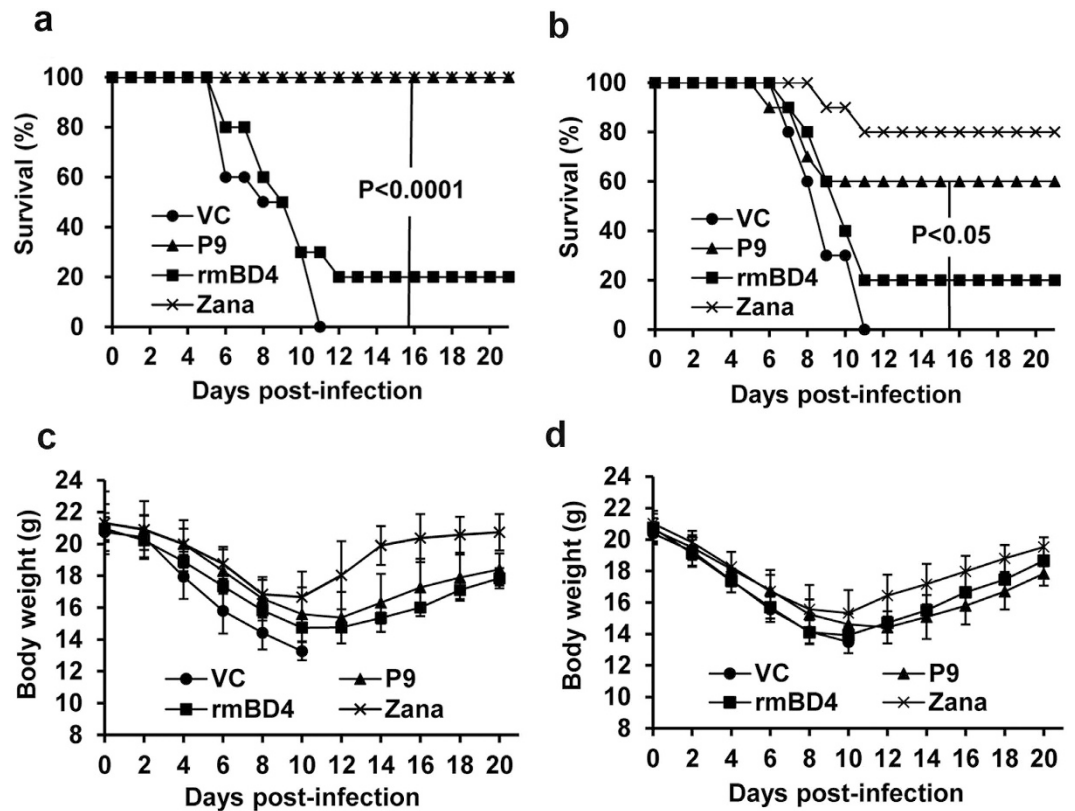 a
100
80
60
40
20
0
Survival (%)
P<0.0001
VC
P9
rmBD4
Zana
0 2 4 6 8 10 12 14 16 18 20
Days post-infection
b
100
80
60
40
20
0
Survival (%)
P<0.05
VC
P9
rmBD4
Zana
0 2 4 6 8 10 12 14 16 18 20
Days post-infection
c
24
22
20
18
16
14
12
10
8
Body weight (g)
VC P9
rmBD4 Zana
0 2 4 6 8 10 12 14 16 18 20
Days post-infection
d
24
22
20
18
16
14
12
10
8
Body weight (g)
VC P9
rmBD4 Zana
0 2 4 6 8 10 12 14 16 18 20
Days post-infection